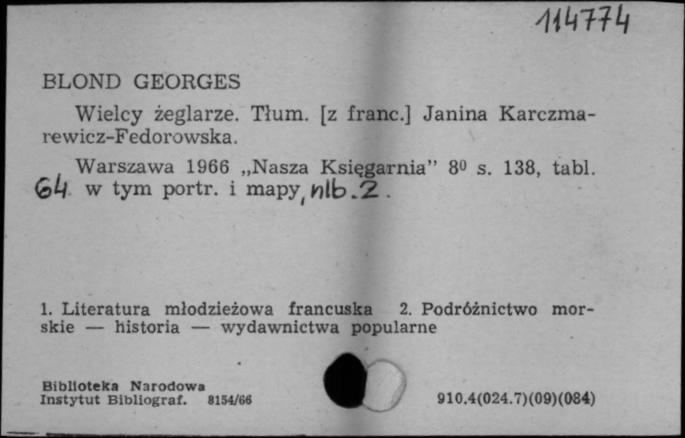 114774
BLOND GEORGES
Wielcy żeglarze. Tłum. [z franc.] Janina Karczma-
rewicz-Fedorowska.
Warszawa 1966 „Nasza Księgarnia” 8⁰ s. 138, tabl.
64 w tym portr. i mapy, nlb. 2.
1. Literatura młodzieżowa francuska 2. Podróżnictwo mor-
skie — historia — wydawnictwa popularne
Biblioteka Narodowa
Instytut Bibliograf. 8154/66
910.4(024.7)(09)(084)